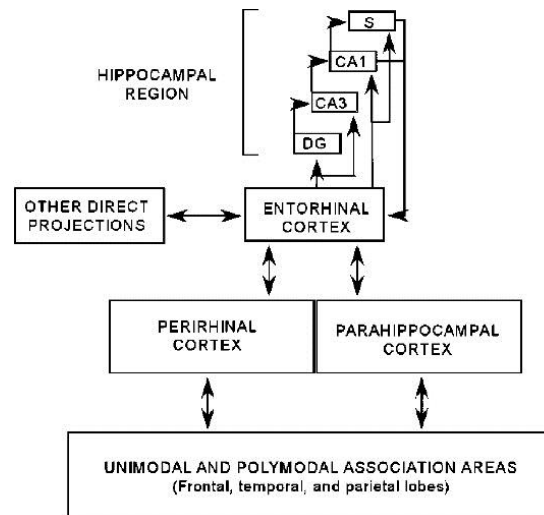 S
CA1
HIPPOCAMPAL
REGION
CA3
DG
OTHER DIRECT
PROJECTIONS
ENTORHINAL
CORTEX
PERIRHINAL
CORTEX
PARAHIPPOCAMPAL
CORTEX
UNIMODAL AND POLYMODAL ASSOCIATION AREAS
(Frontal, temporal, and parietal lobes)